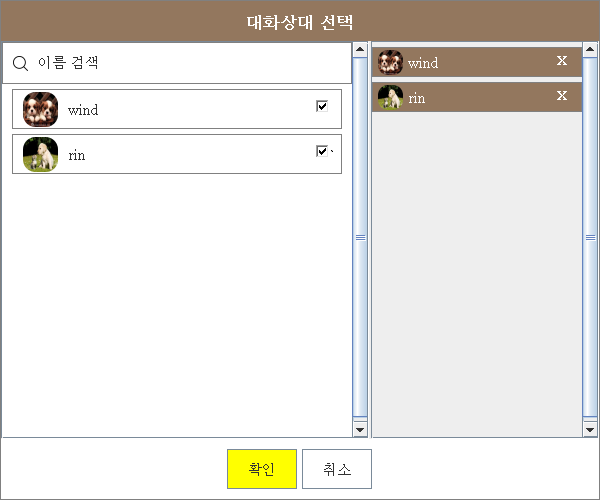 대화상대 선택
이름 검색
wind
rin
wind x
rin x
확인 취소